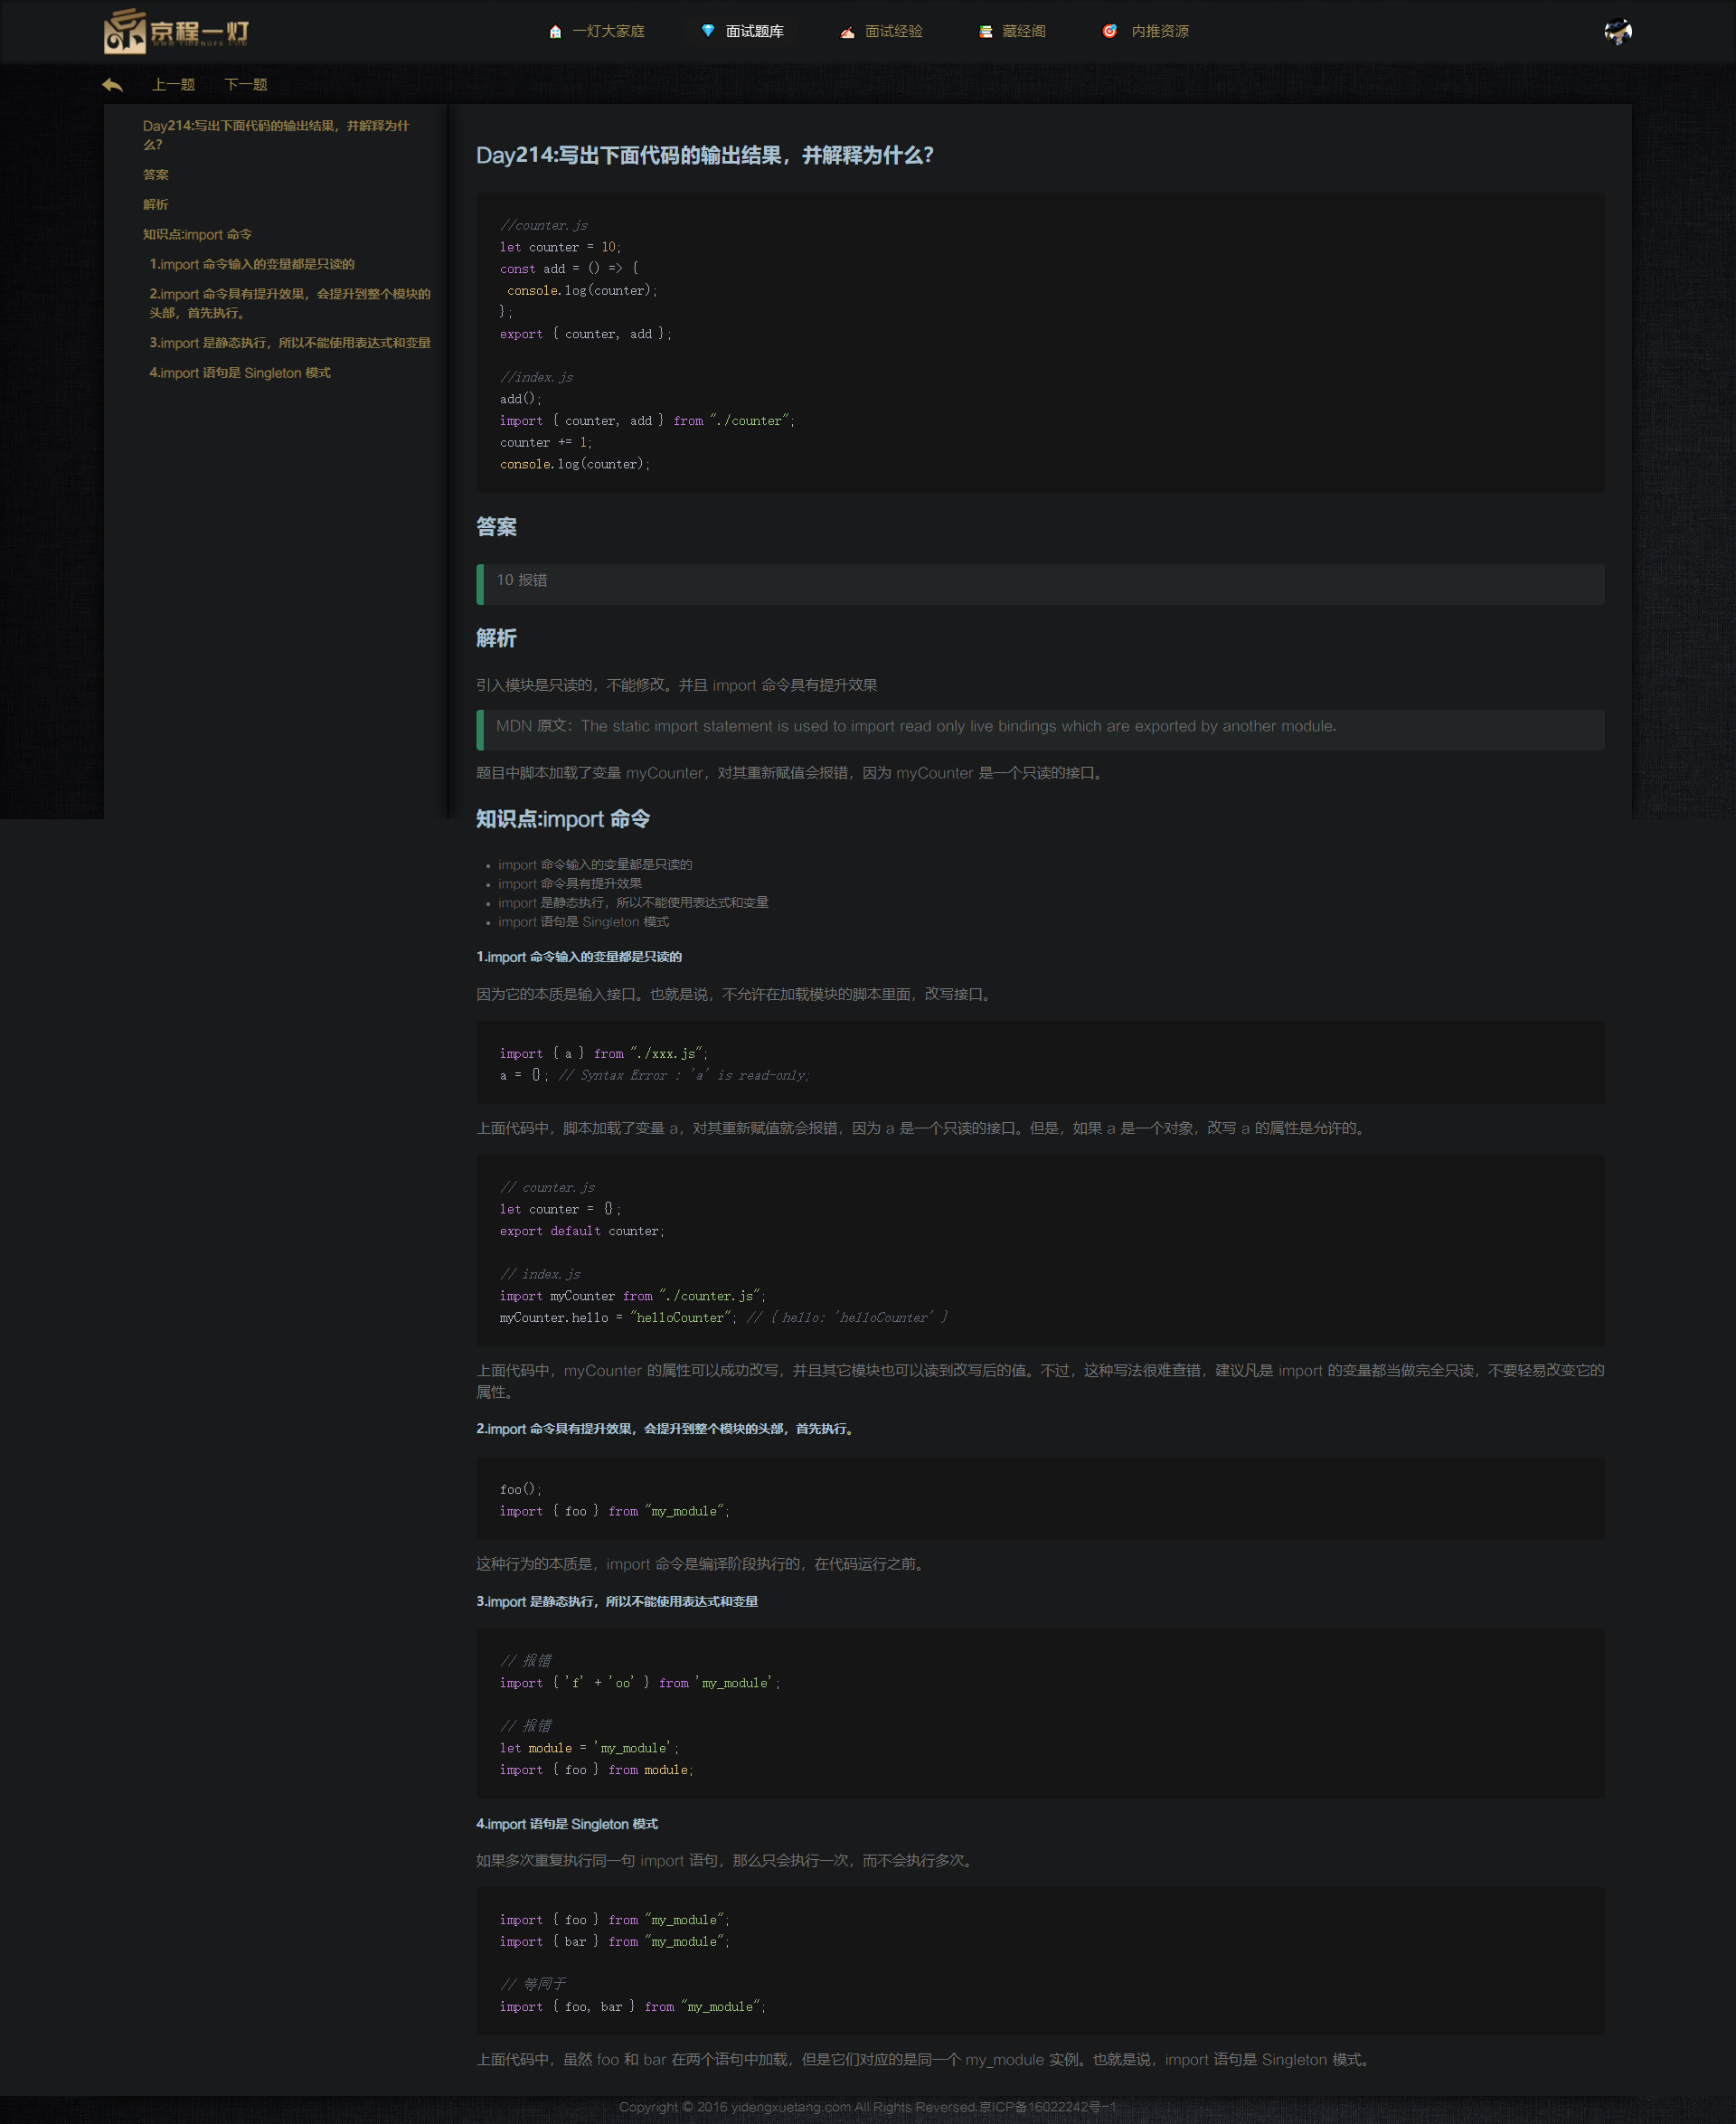 京程一灯
WWW.YIDENGFE.COM
一灯大家庭
面试题库
面试经验
藏经阁
内推资源
上一题
下一题
Day214:写出下面代码的输出结果，并解释为什
么？
答案
解析
知识点:import 命令
1.import 命令输入的变量都是只读的
2.import 命令具有提升效果，会提升到整个模块的
头部，首先执行。
3.import 是静态执行，所以不能使用表达式和变量
4.import 语句是 Singleton 模式
Day214:写出下面代码的输出结果，并解释为什么？
//counter.js
let counter = 10;
const add = () => {
console.log(counter);
};
export { counter, add };
//index.js
add();
import { counter, add } from "./counter";
counter += 1;
console.log(counter);
答案
10 报错
解析
引入模块是只读的，不能修改。并且 import 命令具有提升效果
MDN 原文：The static import statement is used to import read only live bindings which are exported by another module.
题目中脚本加载了变量 myCounter，对其重新赋值会报错，因为 myCounter 是一个只读的接口。
知识点:import 命令
import 命令输入的变量都是只读的
import 命令具有提升效果
import 是静态执行，所以不能使用表达式和变量
import 语句是 Singleton 模式
1.import 命令输入的变量都是只读的
因为它的本质是输入接口。也就是说，不允许在加载模块的脚本里面，改写接口。
import { a } from "./xxx.js";
a = {}; // Syntax Error : 'a' is read-only;
上面代码中，脚本加载了变量 a，对其重新赋值就会报错，因为 a 是一个只读的接口。但是，如果 a 是一个对象，改写 a 的属性是允许的。
// counter.js
let counter = {};
export default counter;
// index.js
import myCounter from "./counter.js";
myCounter.hello = "helloCounter"; // { hello: 'helloCounter' }
上面代码中，myCounter 的属性可以成功改写，并且其它模块也可以读到改写后的值。不过，这种写法很难查错，建议凡是 import 的变量都当做完全只读，不要轻易改变它的
属性。
2.import 命令具有提升效果，会提升到整个模块的头部，首先执行。
foo();
import { foo } from "my_module";
这种行为的本质是，import 命令是编译阶段执行的，在代码运行之前。
3.import 是静态执行，所以不能使用表达式和变量
// 报错
import { 'f' + 'oo' } from 'my_module';
// 报错
let module = 'my_module';
import { foo } from module;
4.import 语句是 Singleton 模式
如果多次重复执行同一句 import 语句，那么只会执行一次，而不会执行多次。
import { foo } from "my_module";
import { bar } from "my_module";
// 等同于
import { foo, bar } from "my_module";
上面代码中，虽然 foo 和 bar 在两个语句中加载，但是它们对应的是同一个 my_module 实例。也就是说，import 语句是 Singleton 模式。
Copyright © 2016 yidengxuetang.com All Rights Reversed.京ICP备16022242号-1